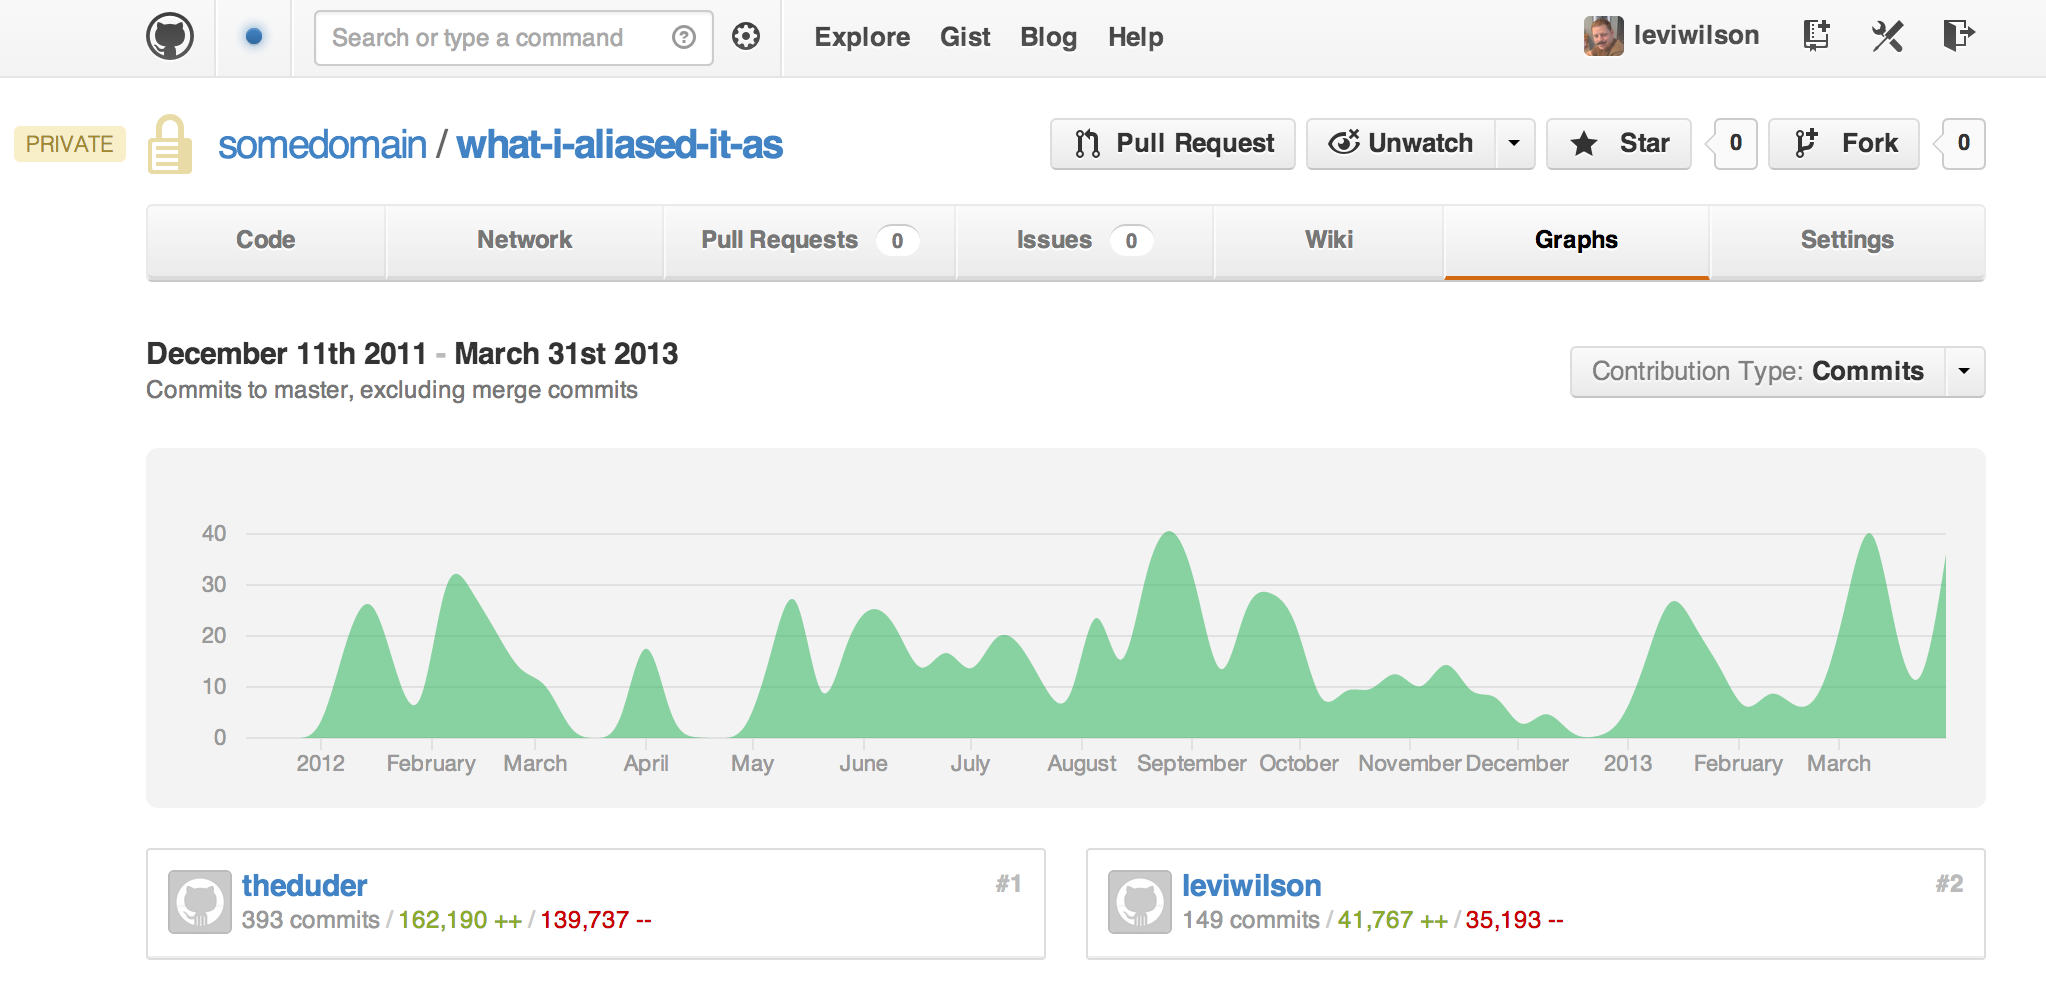 Search or type a command
Explore Gist Blog Help
leviwilson
PRIVATE
somedomain / what-i-aliased-it-as
Pull Request
Unwatch
Star
0
Fork
0
Code
Network
Pull Requests 0
Issues 0
Wiki
Graphs
Settings
December 11th 2011 - March 31st 2013
Commits to master, excluding merge commits
Contribution Type: Commits
40
30
20
10
0
2012 February March April May June July August September October November December 2013 February March
theduder
#1
393 commits / 162,190 ++ / 139,737 --
leviwilson
#2
149 commits / 41,767 ++ / 35,193 --